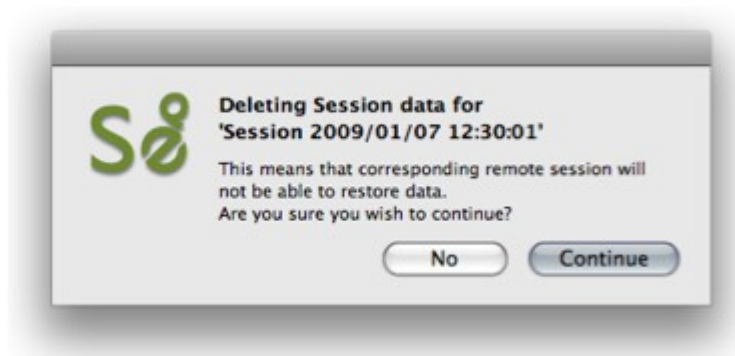 Se
Deleting Session data for
'Session 2009/01/07 12:30:01'
This means that corresponding remote session will
not be able to restore data.
Are you sure you wish to continue?
No
Continue